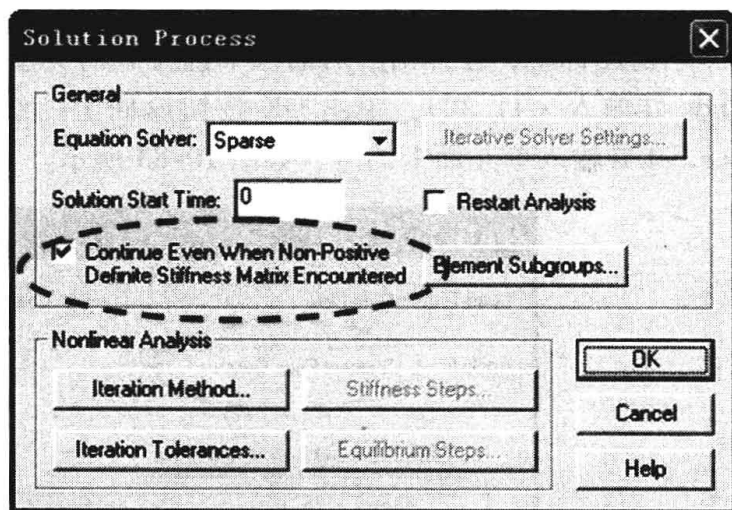 Solution Process
General
Equation Solver: Sparse
Iterative Solver Settings...
Solution Start Time: 0
Restart Analysis
Continue Even When Non-Positive
Definite Stiffness Matrix Encountered
Element Subgroups...
Nonlinear Analysis
Iteration Method...
Stiffness Steps...
Iteration Tolerances...
Equilibrium Steps...
OK
Cancel
Help